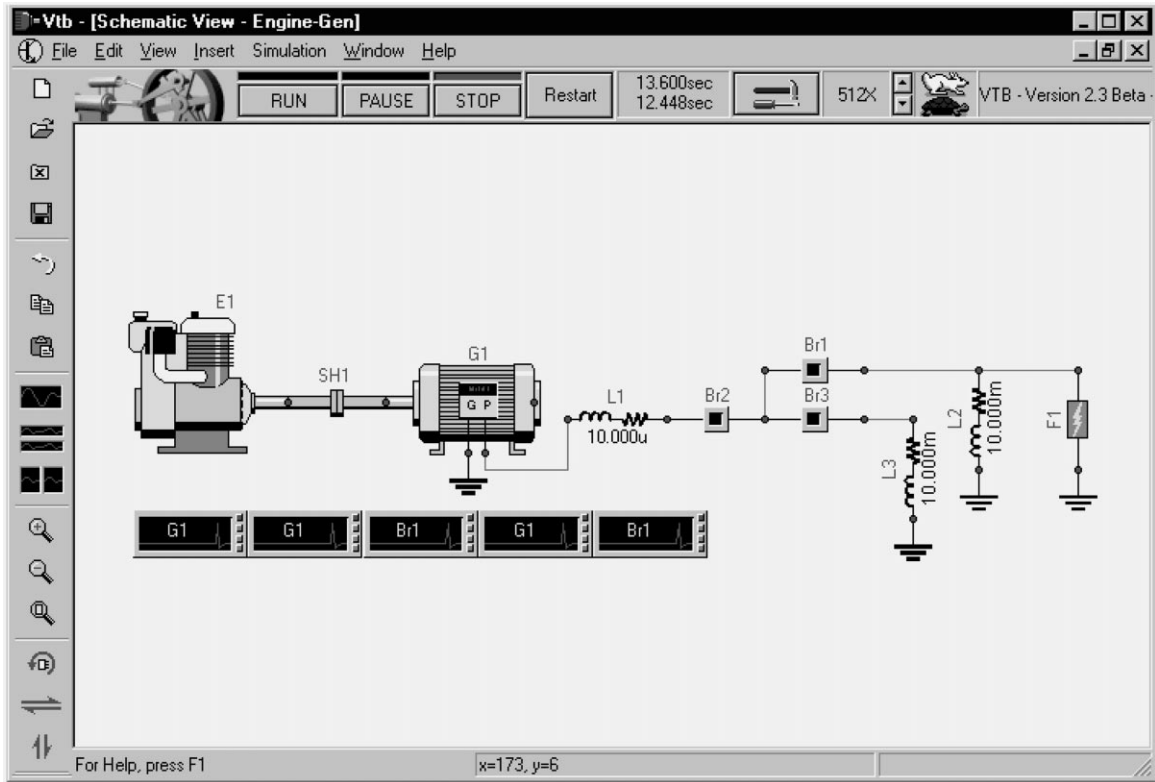 Vtb - [Schematic View - Engine-Gen]
File Edit View Insert Simulation Window Help
RUN PAUSE STOP Restart 13.600sec 12.448sec 512X VTB - Version 2.3 Beta -
E1
SH1
G1
G P
L1
10.000u
Br2
Br1
Br3
L3
10.000m
L2
10.000m
F1
G1 G1 Br1 G1 Br1
For Help, press F1 x=173, y=6